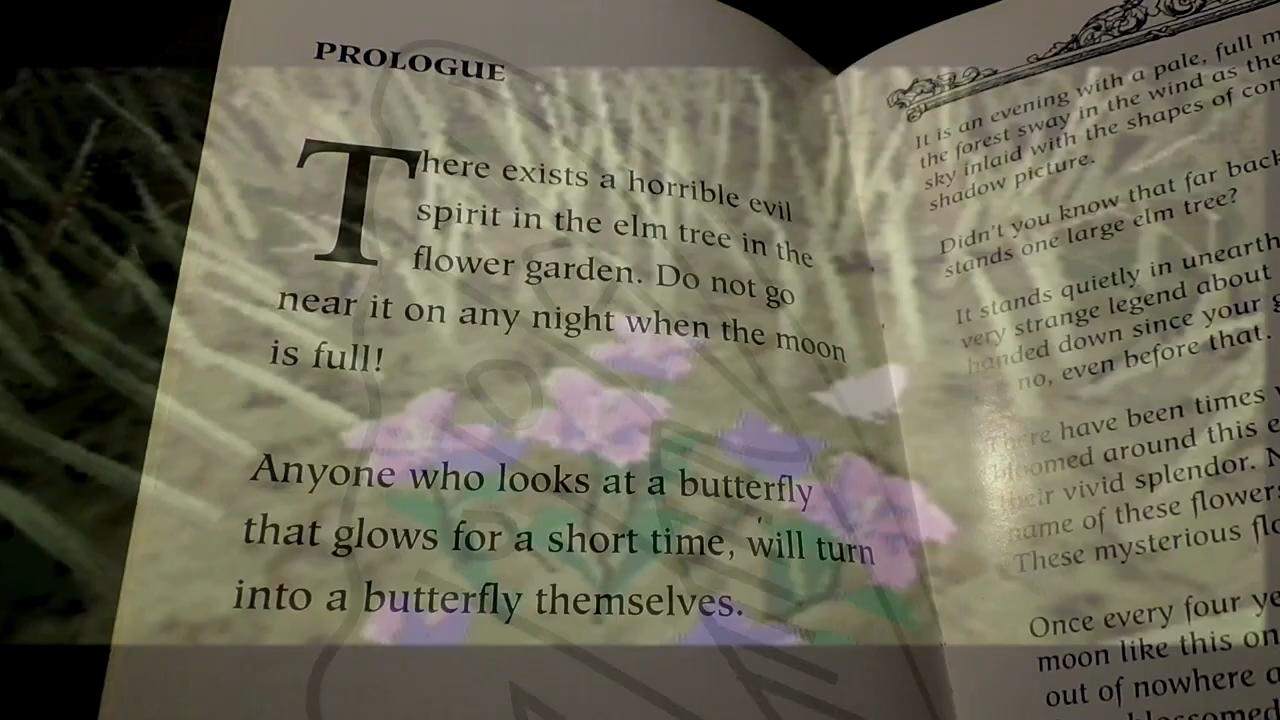 PROLOGUE
There exists a horrible evil
spirit in the elm tree in the
flower garden. Do not go
near it on any night when the moon
is full!
Anyone who looks at a butterfly
that glows for a short time, will turn
into a butterfly themselves.
It is an evening with a pale, full
the forest sway in the wind as the
sky inlaid with the shapes of
shadow picture.
Didn't you know that far back
stands one large elm tree?
It stands quietly in
very strange legend about
handed down since your
no, even before that.
There have been times
bloomed around this
their vivid splendor.
name of these
These mysterious
Once every four
moon like this on
out of nowhere
blossomed